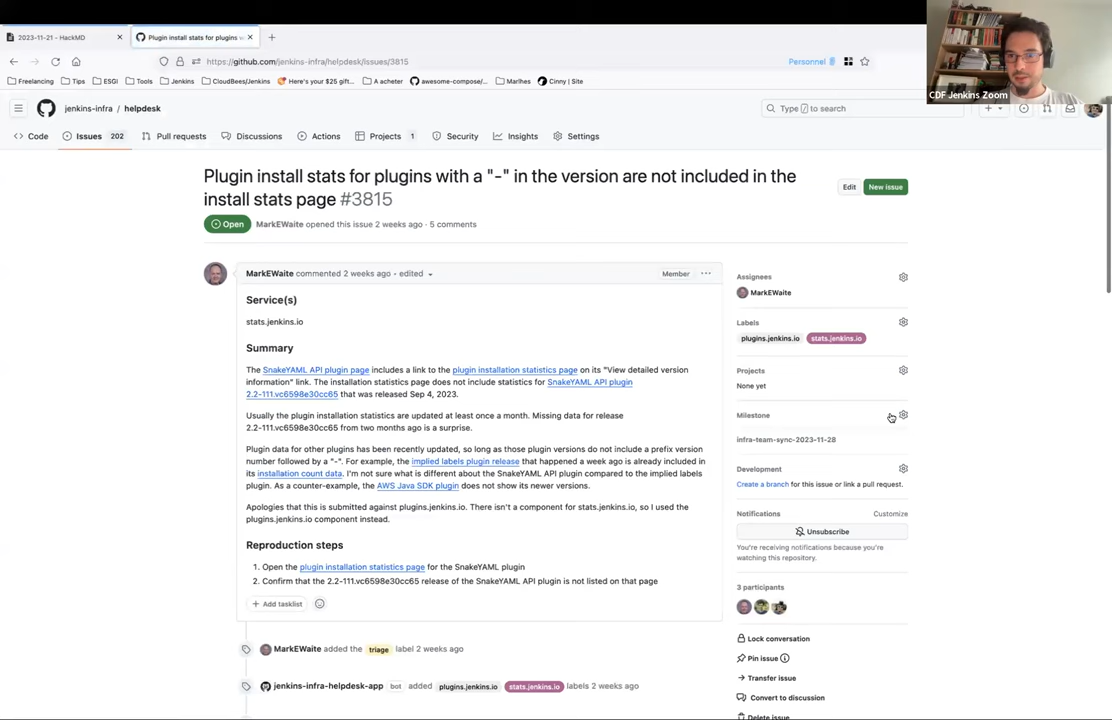 2023-11-21 - HackMD
Plugin install stats for plugins w
https://github.com/jenkins-infra/helpdesk/issues/3815
Personnel
Freelancing
Tips
ESGI
Tools
Jenkins
CloudBees/Jenkins
Here's your $25 gift...
A acheter
awesome-compose/...
Marlhes
Cinny | Site
CDF Jenkins Zoom
jenkins-infra / helpdesk
Type / to search
Code
Issues 202
Pull requests
Discussions
Actions
Projects 1
Security
Insights
Settings
Plugin install stats for plugins with a "-" in the version are not included in the
install stats page #3815
Edit
New issue
Open
MarkEWaite opened this issue 2 weeks ago · 5 comments
MarkEWaite commented 2 weeks ago - edited
Member
Service(s)
stats.jenkins.io
Summary
The SnakeYAML API plugin page includes a link to the plugin installation statistics page on its "View detailed version
information" link. The installation statistics page does not include statistics for SnakeYAML API plugin
2.2-111.vc6598e30cc65 that was released Sep 4, 2023.
Usually the plugin installation statistics are updated at least once a month. Missing data for release
2.2-111.vc6598e30cc65 from two months ago is a surprise.
Plugin data for other plugins has been recently updated, so long as those plugin versions do not include a prefix version
number followed by a "-". For example, the implied labels plugin release that happened a week ago is already included in
its installation count data. I'm not sure what is different about the SnakeYAML API plugin compared to the implied labels
plugin. As a counter-example, the AWS Java SDK plugin does not show its newer versions.
Apologies that this is submitted against plugins.jenkins.io. There isn't a component for stats.jenkins.io, so I used the
plugins.jenkins.io component instead.
Reproduction steps
1. Open the plugin installation statistics page for the SnakeYAML plugin
2. Confirm that the 2.2-111.vc6598e30cc65 release of the SnakeYAML API plugin is not listed on that page
Add tasklist
MarkEWaite added the triage label 2 weeks ago
jenkins-infra-helpdesk-app bot added plugins.jenkins.io stats.jenkins.io labels 2 weeks ago
Assignees
MarkEWaite
Labels
plugins.jenkins.io stats.jenkins.io
Projects
None yet
Milestone
infra-team-sync-2023-11-28
Development
Create a branch for this issue or link a pull request.
Notifications
Customize
Unsubscribe
You're receiving notifications because you're
watching this repository.
3 participants
Lock conversation
Pin issue
Transfer issue
Convert to discussion
Delete issue